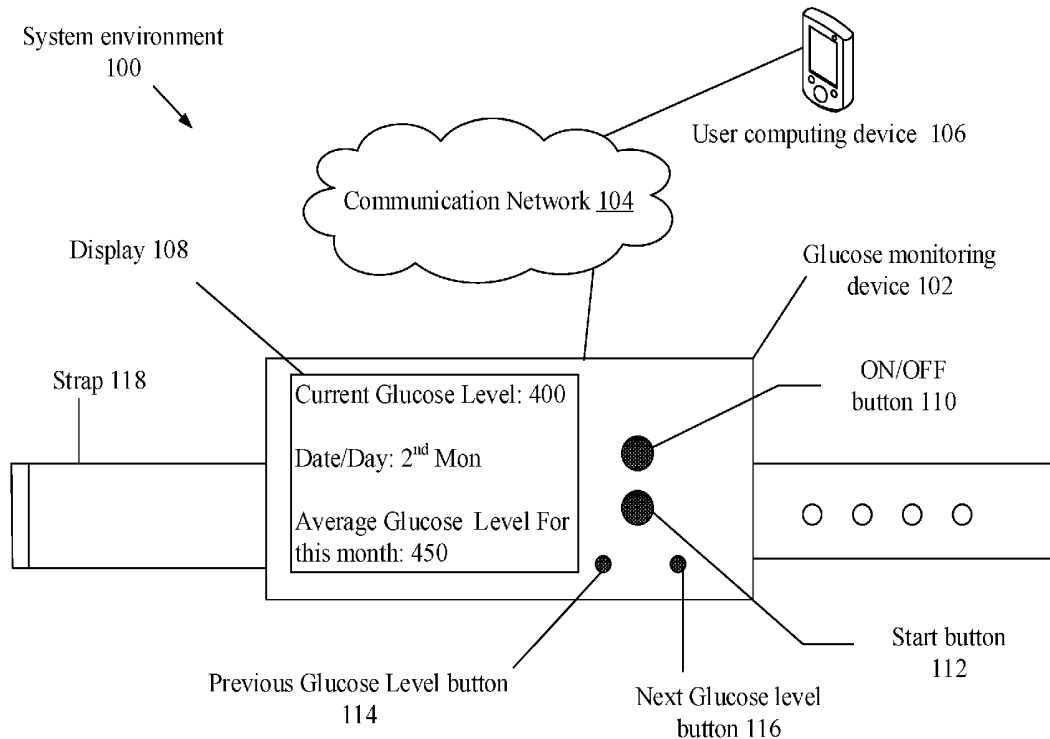 System environment
100
User computing device 106
Communication Network 104
Display 108
Glucose monitoring
device 102
Strap 118
ON/OFF
button 110
Current Glucose Level: 400
Date/Day: 2nd Mon
Average Glucose Level For
this month: 450
Start button
112
Previous Glucose Level button
114
Next Glucose level
button 116